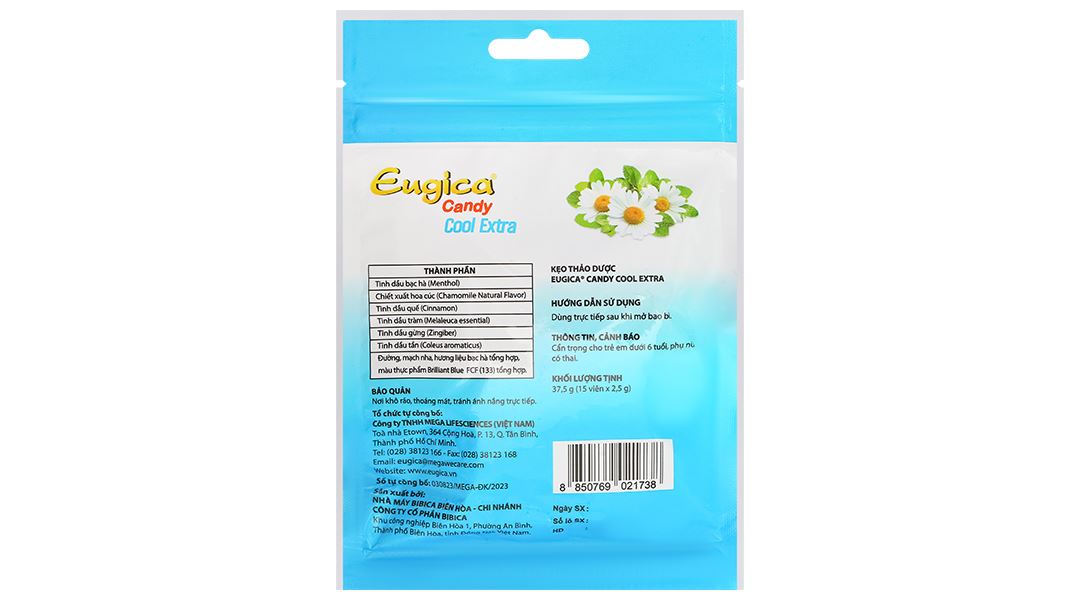 Eugica®
Candy
Cool Extra
THÀNH PHẦN
Tinh dầu bạc hà (Menthol)
Chiết xuất hoa cúc (Chamomile Natural Flavor)
Tinh dầu quế (Cinnamon)
Tinh dầu tràm (Melaleuca essential)
Tinh dầu gừng (Zingiber)
Tinh dầu tần (Coleus aromaticus)
Đường, mạch nha, hương liệu bạc hà tổng hợp,
màu thực phẩm Brilliant Blue FCF (133) tổng hợp.
BẢO QUẢN
Nơi khô ráo, thoáng mát, tránh ánh nắng trực tiếp.
Tổ chức tự công bố:
Công ty TNHH MEGA LIFESCIENCES (VIỆT NAM)
Toà nhà Etown, 364 Cộng Hoà, P. 13, Q. Tân Bình,
Thành phố Hồ Chí Minh.
Tel: (028) 38123 166 - Fax: (028) 38123 168
Email: eugica@megawecare.com
Website: www.eugica.vn
Số tự công bố: 030823/MEGA-ĐK/2023
Sản xuất bởi:
NHÀ MÁY BIBICA BIÊN HÒA - CHI NHÁNH
CÔNG TY CỔ PHẦN BIBICA
Khu công nghiệp Biên Hòa 1, Phường An Bình,
Thành phố Biên Hòa, tỉnh Đồng Nai, Việt Nam.
KẸO THẢO DƯỢC
EUGICA® CANDY COOL EXTRA
HƯỚNG DẪN SỬ DỤNG
Dùng trực tiếp sau khi mở bao bì.
THÔNG TIN, CẢNH BÁO
Cẩn trọng cho trẻ em dưới 6 tuổi, phụ nữ
có thai.
KHỐI LƯỢNG TỊNH
37,5 g (15 viên x 2,5 g)
8 850769 021738
Ngày SX:
Số lô SX:
HD